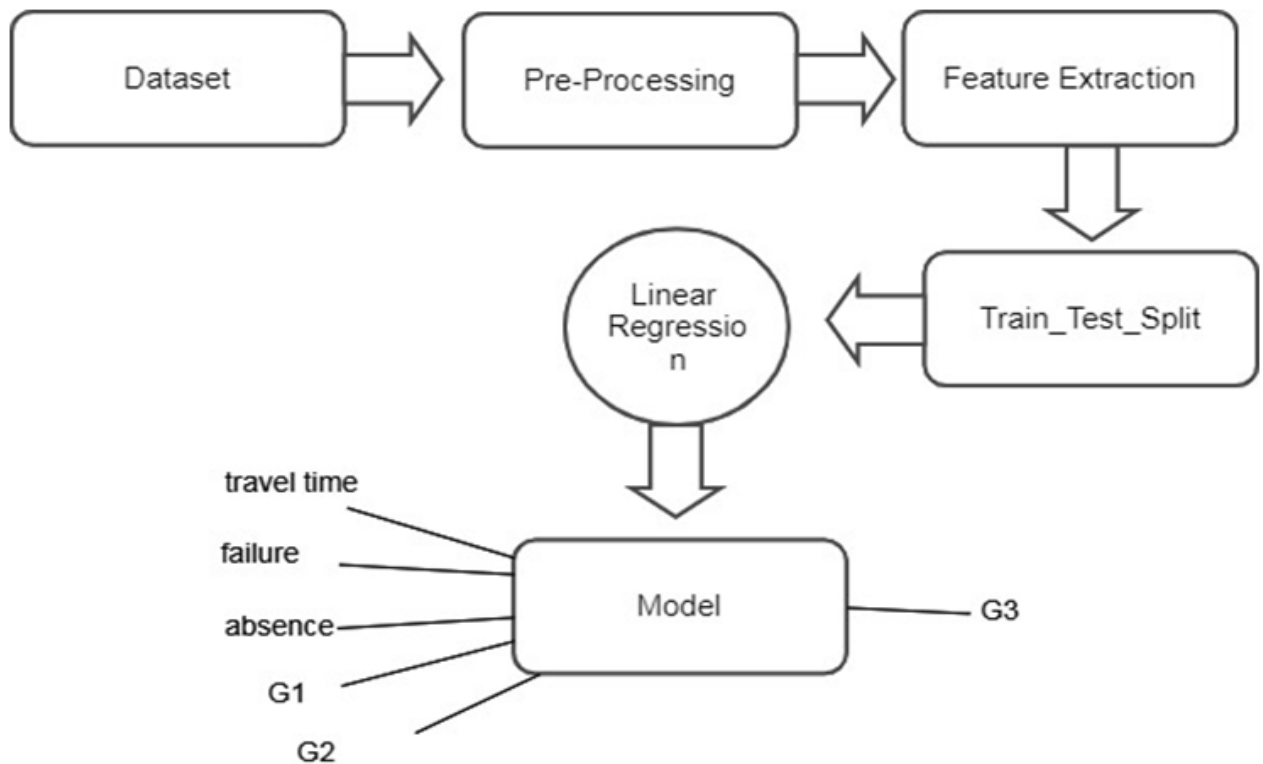 Dataset
Pre-Processing
Feature Extraction
Train_Test_Split
Linear
Regressio
n
travel time
failure
absence
G1
G2
Model
G3